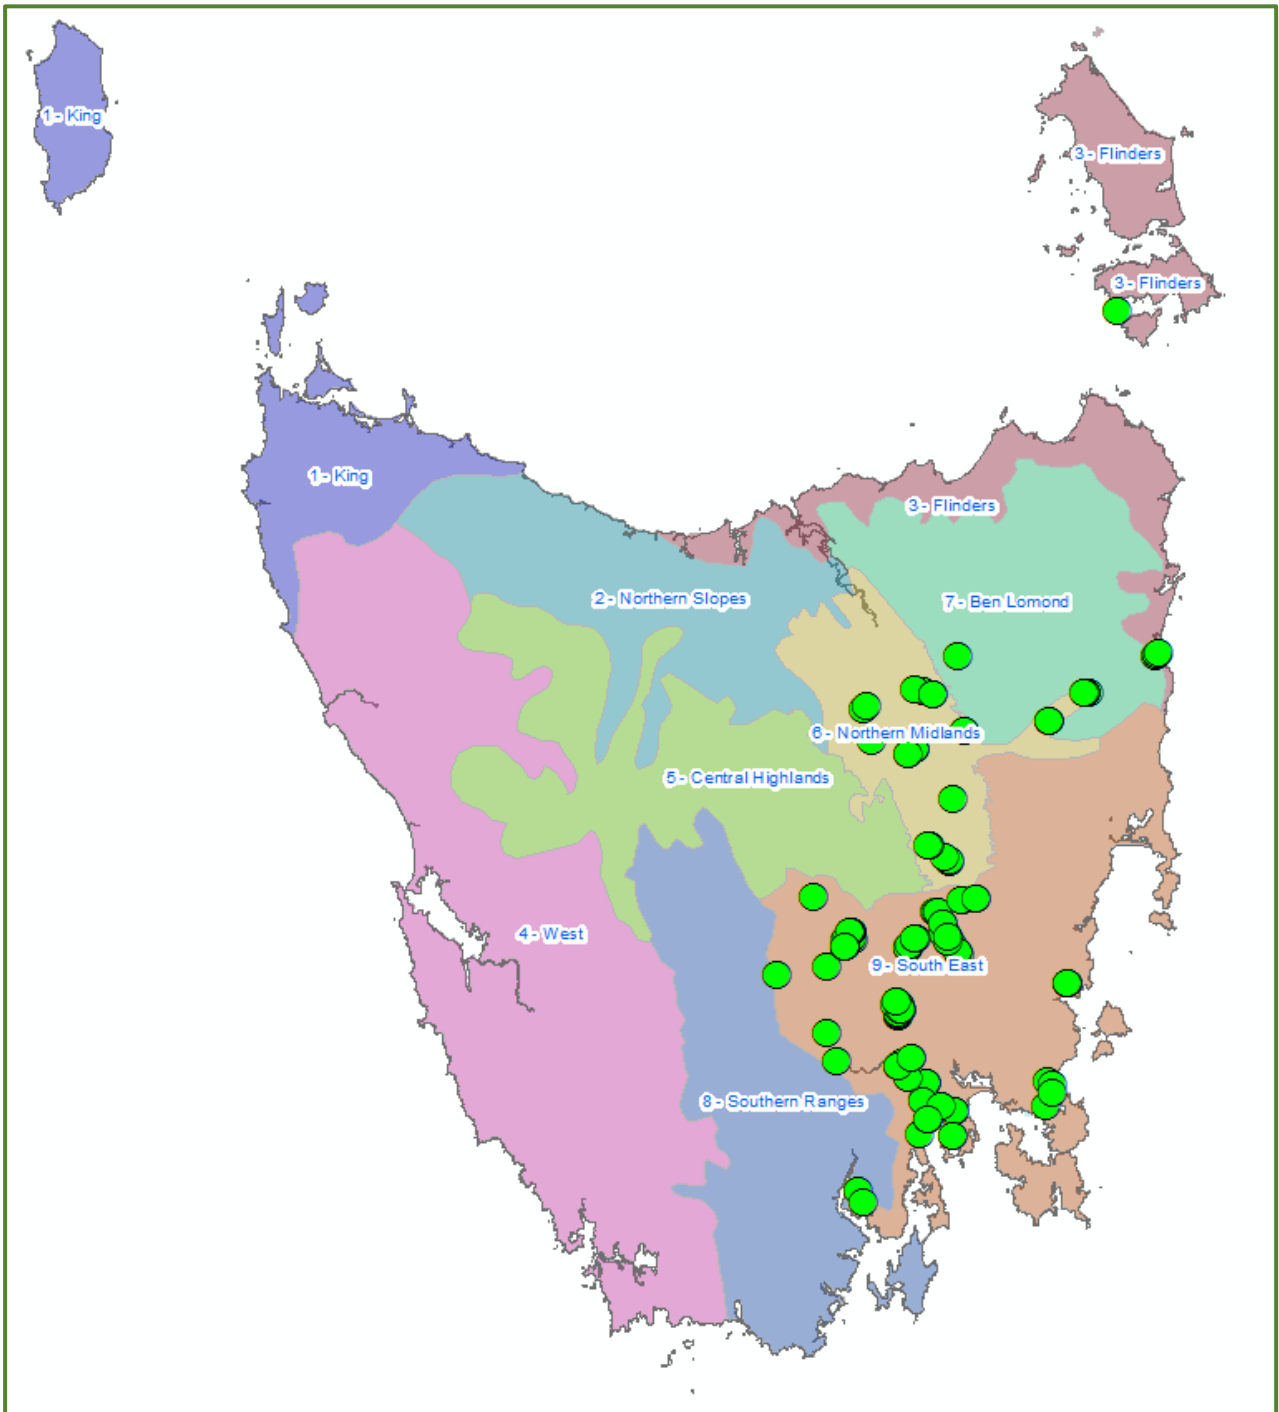 1 - King
3 - Flinders
3 - Flinders
1 - King
3 - Flinders
2 - Northern Slopes
7 - Ben Lomond
6 - Northern Midlands
5 - Central Highlands
4 - West
9 - South East
8 - Southern Ranges